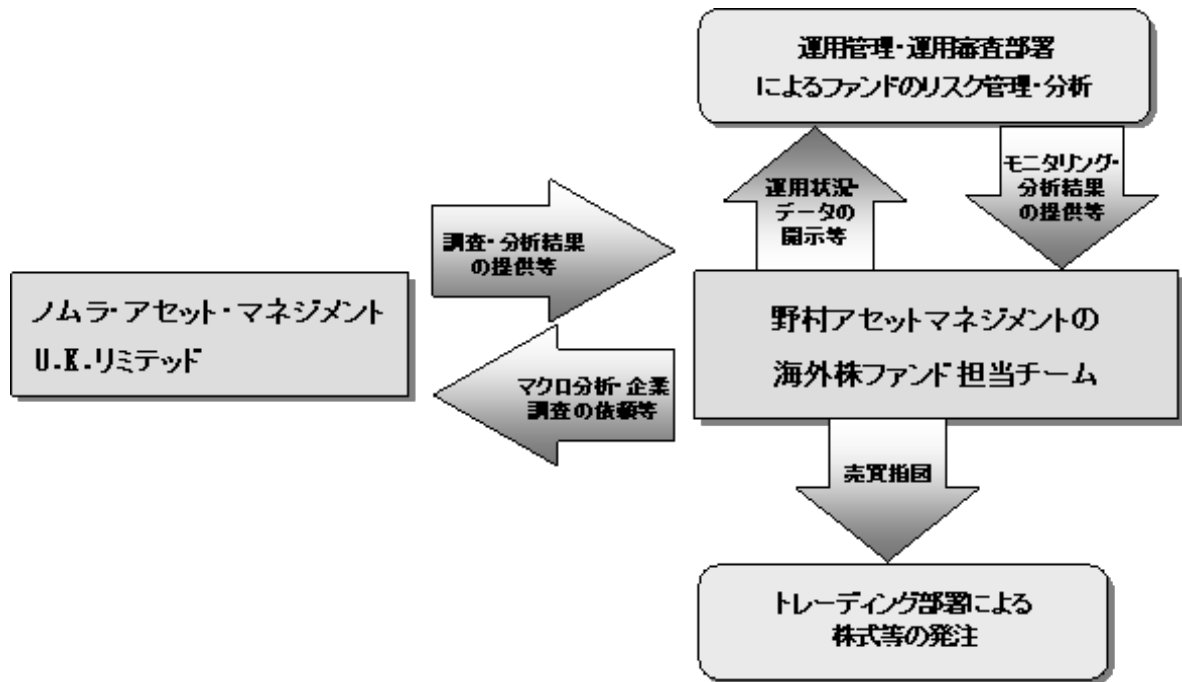 運用管理・運用審査部署
によるファンドのリスク管理・分析
運用状況・
データの
開示等
モニタリング・
分析結果
の提供等
調査・分析結果
の提供等
ノムラ・アセット・マネジメント
U.K.リミテッド
野村アセットマネジメントの
海外株ファンド担当チーム
マクロ分析・企業
調査の依頼等
売買指図
トレーディング部署による
株式等の発注